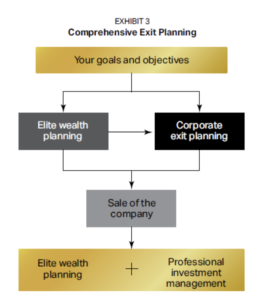 EXHIBIT 3
Comprehensive Exit Planning
Your goals and objectives
Elite wealth
planning
Corporate
exit planning
Sale of the
company
Elite wealth
planning
+
Professional
investment
management